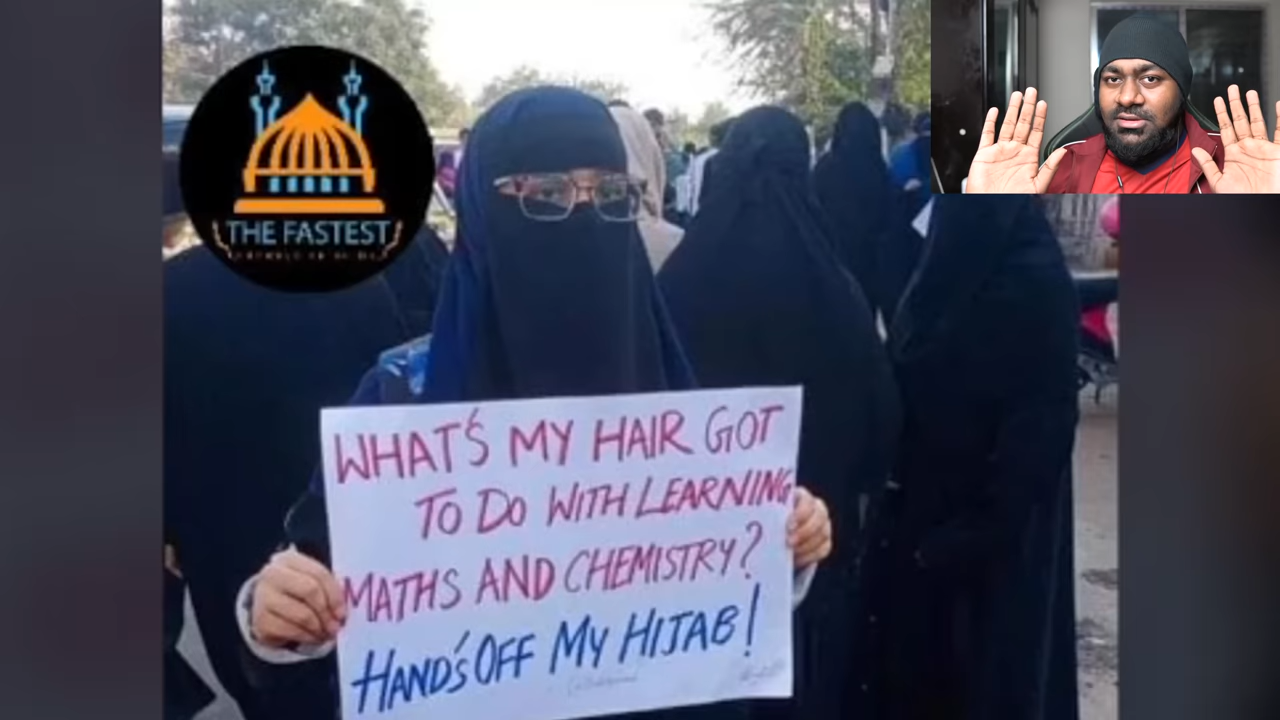 THE FASTEST
WHAT'S MY HAIR GOT
TO DO WITH LEARNING
MATHS AND CHEMISTRY?
HAND'S OFF MY HIJAB!